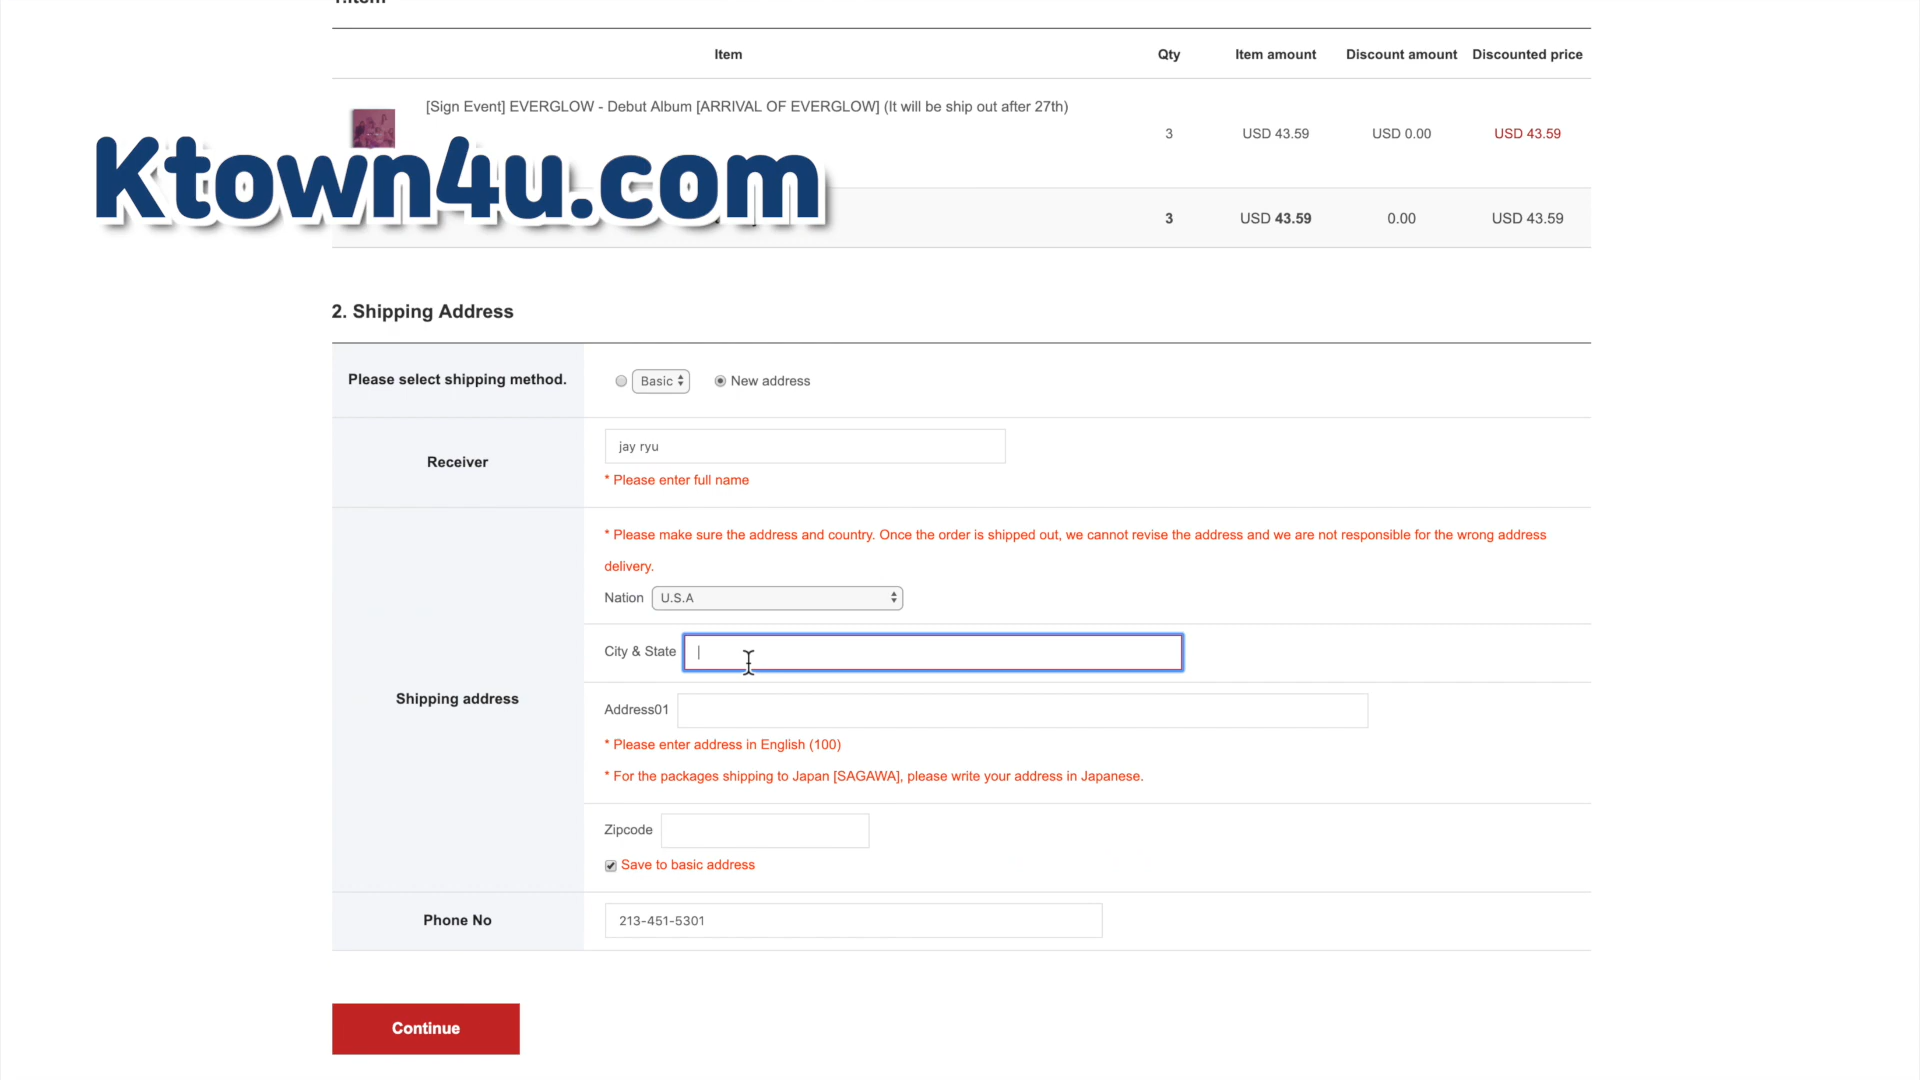 Item Qty Item amount Discount amount Discounted price
[Sign Event] EVERGLOW - Debut Album [ARRIVAL OF EVERGLOW] (It will be ship out after 27th)
3 USD 43.59 USD 0.00 USD 43.59
Ktown4u.com
3 USD 43.59 0.00 USD 43.59
2. Shipping Address
Please select shipping method. Basic New address
Receiver jay ryu
* Please enter full name
* Please make sure the address and country. Once the order is shipped out, we cannot revise the address and we are not responsible for the wrong address
delivery.
Nation U.S.A
City & State
Shipping address
Address01
* Please enter address in English (100)
* For the packages shipping to Japan [SAGAWA], please write your address in Japanese.
Zipcode
Save to basic address
Phone No 213-451-5301
Continue